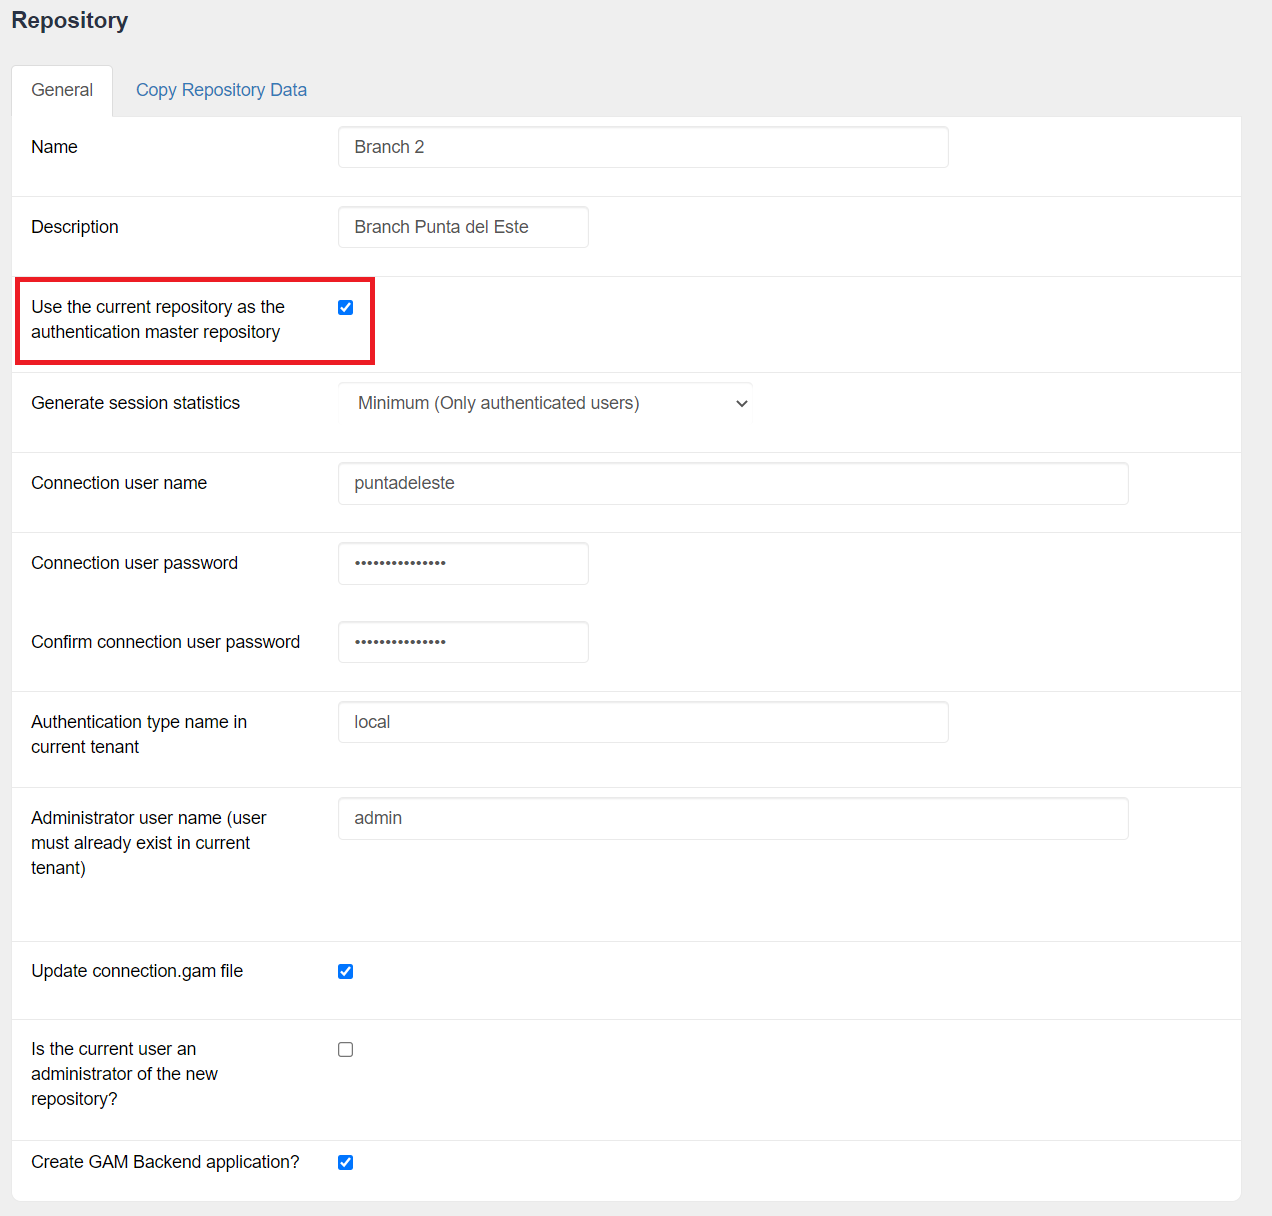 Repository
General
Copy Repository Data
Name
Branch 2
Description
Branch Punta del Este
Use the current repository as the
authentication master repository
Generate session statistics
Minimum (Only authenticated users)
Connection user name
puntadeleste
Connection user password
•••••••••••••••
Confirm connection user password
•••••••••••••••
Authentication type name in
current tenant
local
Administrator user name (user
must already exist in current
tenant)
admin
Update connection.gam file
Is the current user an
administrator of the new
repository?
Create GAM Backend application?